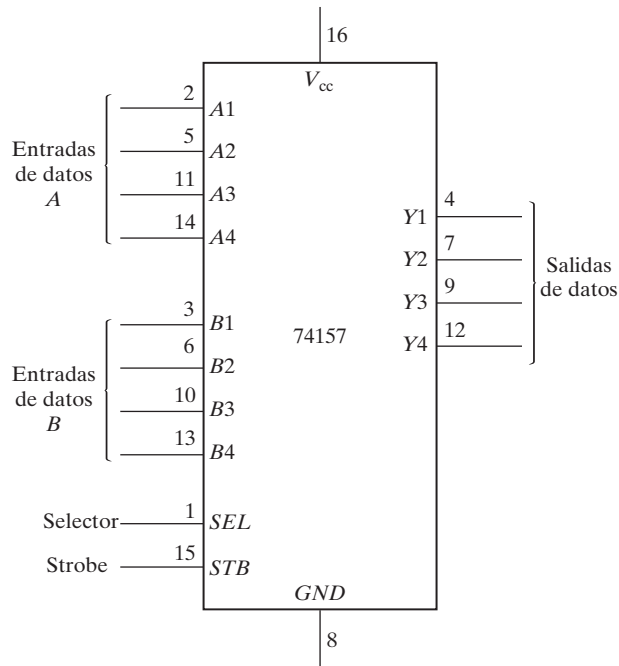 16
V_cc
2
A1
5
A2
11
A3
14
A4
Entradas
de datos
A
3
B1
6
B2
10
B3
13
B4
Entradas
de datos
B
Selector
1
SEL
Strobe
15
STB
74157
4
Y1
7
Y2
9
Y3
12
Y4
Salidas
de datos
GND
8